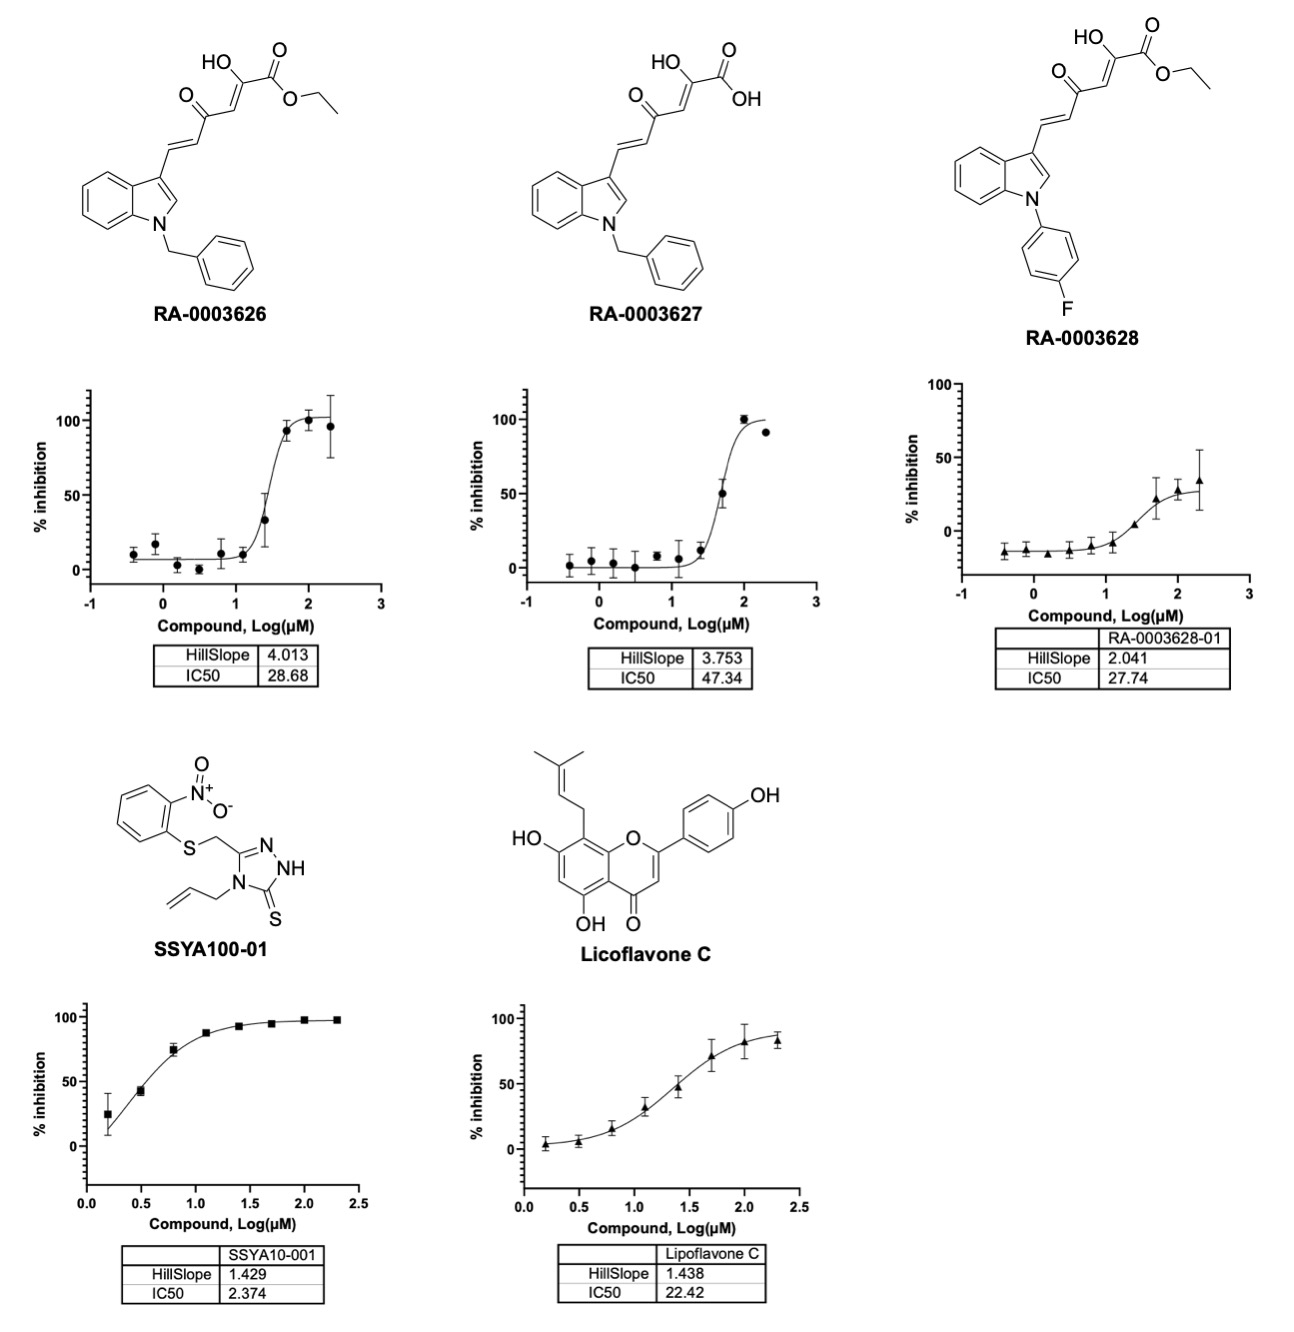 HO
O
O
O
RA-0003626
HO
O
OH
O
RA-0003627
HO
O
O
O
N
F
RA-0003628
N
N
% inhibition
100
50
0
-1
0
1
2
3
Compound, Log(µM)
HillSlope 4.013
IC50 28.68
% inhibition
100
50
0
-1
0
1
2
3
Compound, Log(µM)
HillSlope 3.753
IC50 47.34
% inhibition
100
50
0
-1
0
1
2
3
Compound, Log(µM)
RA-0003628-01
HillSlope 2.041
IC50 27.74
O
N+
O-
S
N
NH
N
S
SSYA100-01
HO
O
OH
OH
O
Licoflavone C
% inhibition
100
50
0
0.0
0.5
1.0
1.5
2.0
2.5
Compound, Log(µM)
SSYA10-001
HillSlope 1.429
IC50 2.374
% inhibition
100
50
0
0.0
0.5
1.0
1.5
2.0
2.5
Compound, Log(µM)
Lipoflavone C
HillSlope 1.438
IC50 22.42